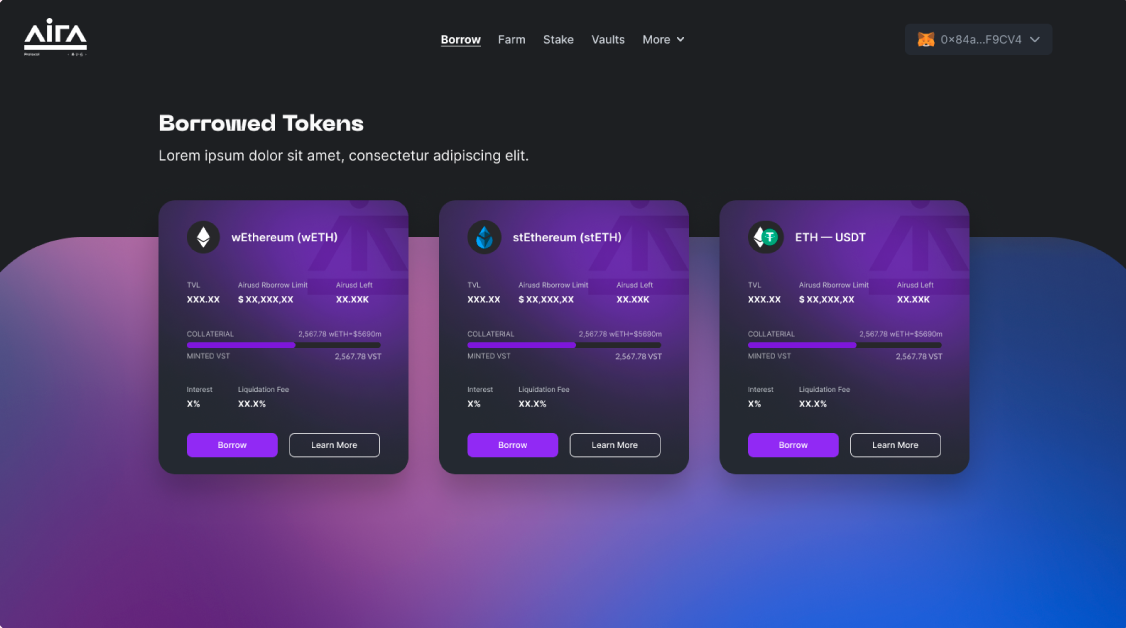 AIRA
Borrow Farm Stake Vaults More
0x84a...F9CV4
Borrowed Tokens
Lorem ipsum dolor sit amet, consectetur adipiscing elit.
wEthereum (wETH)
TVL Airusd Rborrow Limit Airusd Left
XXX.XX $ XX,XXX,XX XX.XXK
COLLATERIAL 2,567.78 wETH=$5690m
MINTED VST 2,567.78 VST
Interest Liquidation Fee
X% XX.X%
Borrow Learn More
stEthereum (stETH)
TVL Airusd Rborrow Limit Airusd Left
XXX.XX $ XX,XXX,XX XX.XXK
COLLATERIAL 2,567.78 wETH=$5690m
MINTED VST 2,567.78 VST
Interest Liquidation Fee
X% XX.X%
Borrow Learn More
ETH — USDT
TVL Airusd Rborrow Limit Airusd Left
XXX.XX $ XX,XXX,XX XX.XXK
COLLATERIAL 2,567.78 wETH=$5690m
MINTED VST 2,567.78 VST
Interest Liquidation Fee
X% XX.X%
Borrow Learn More